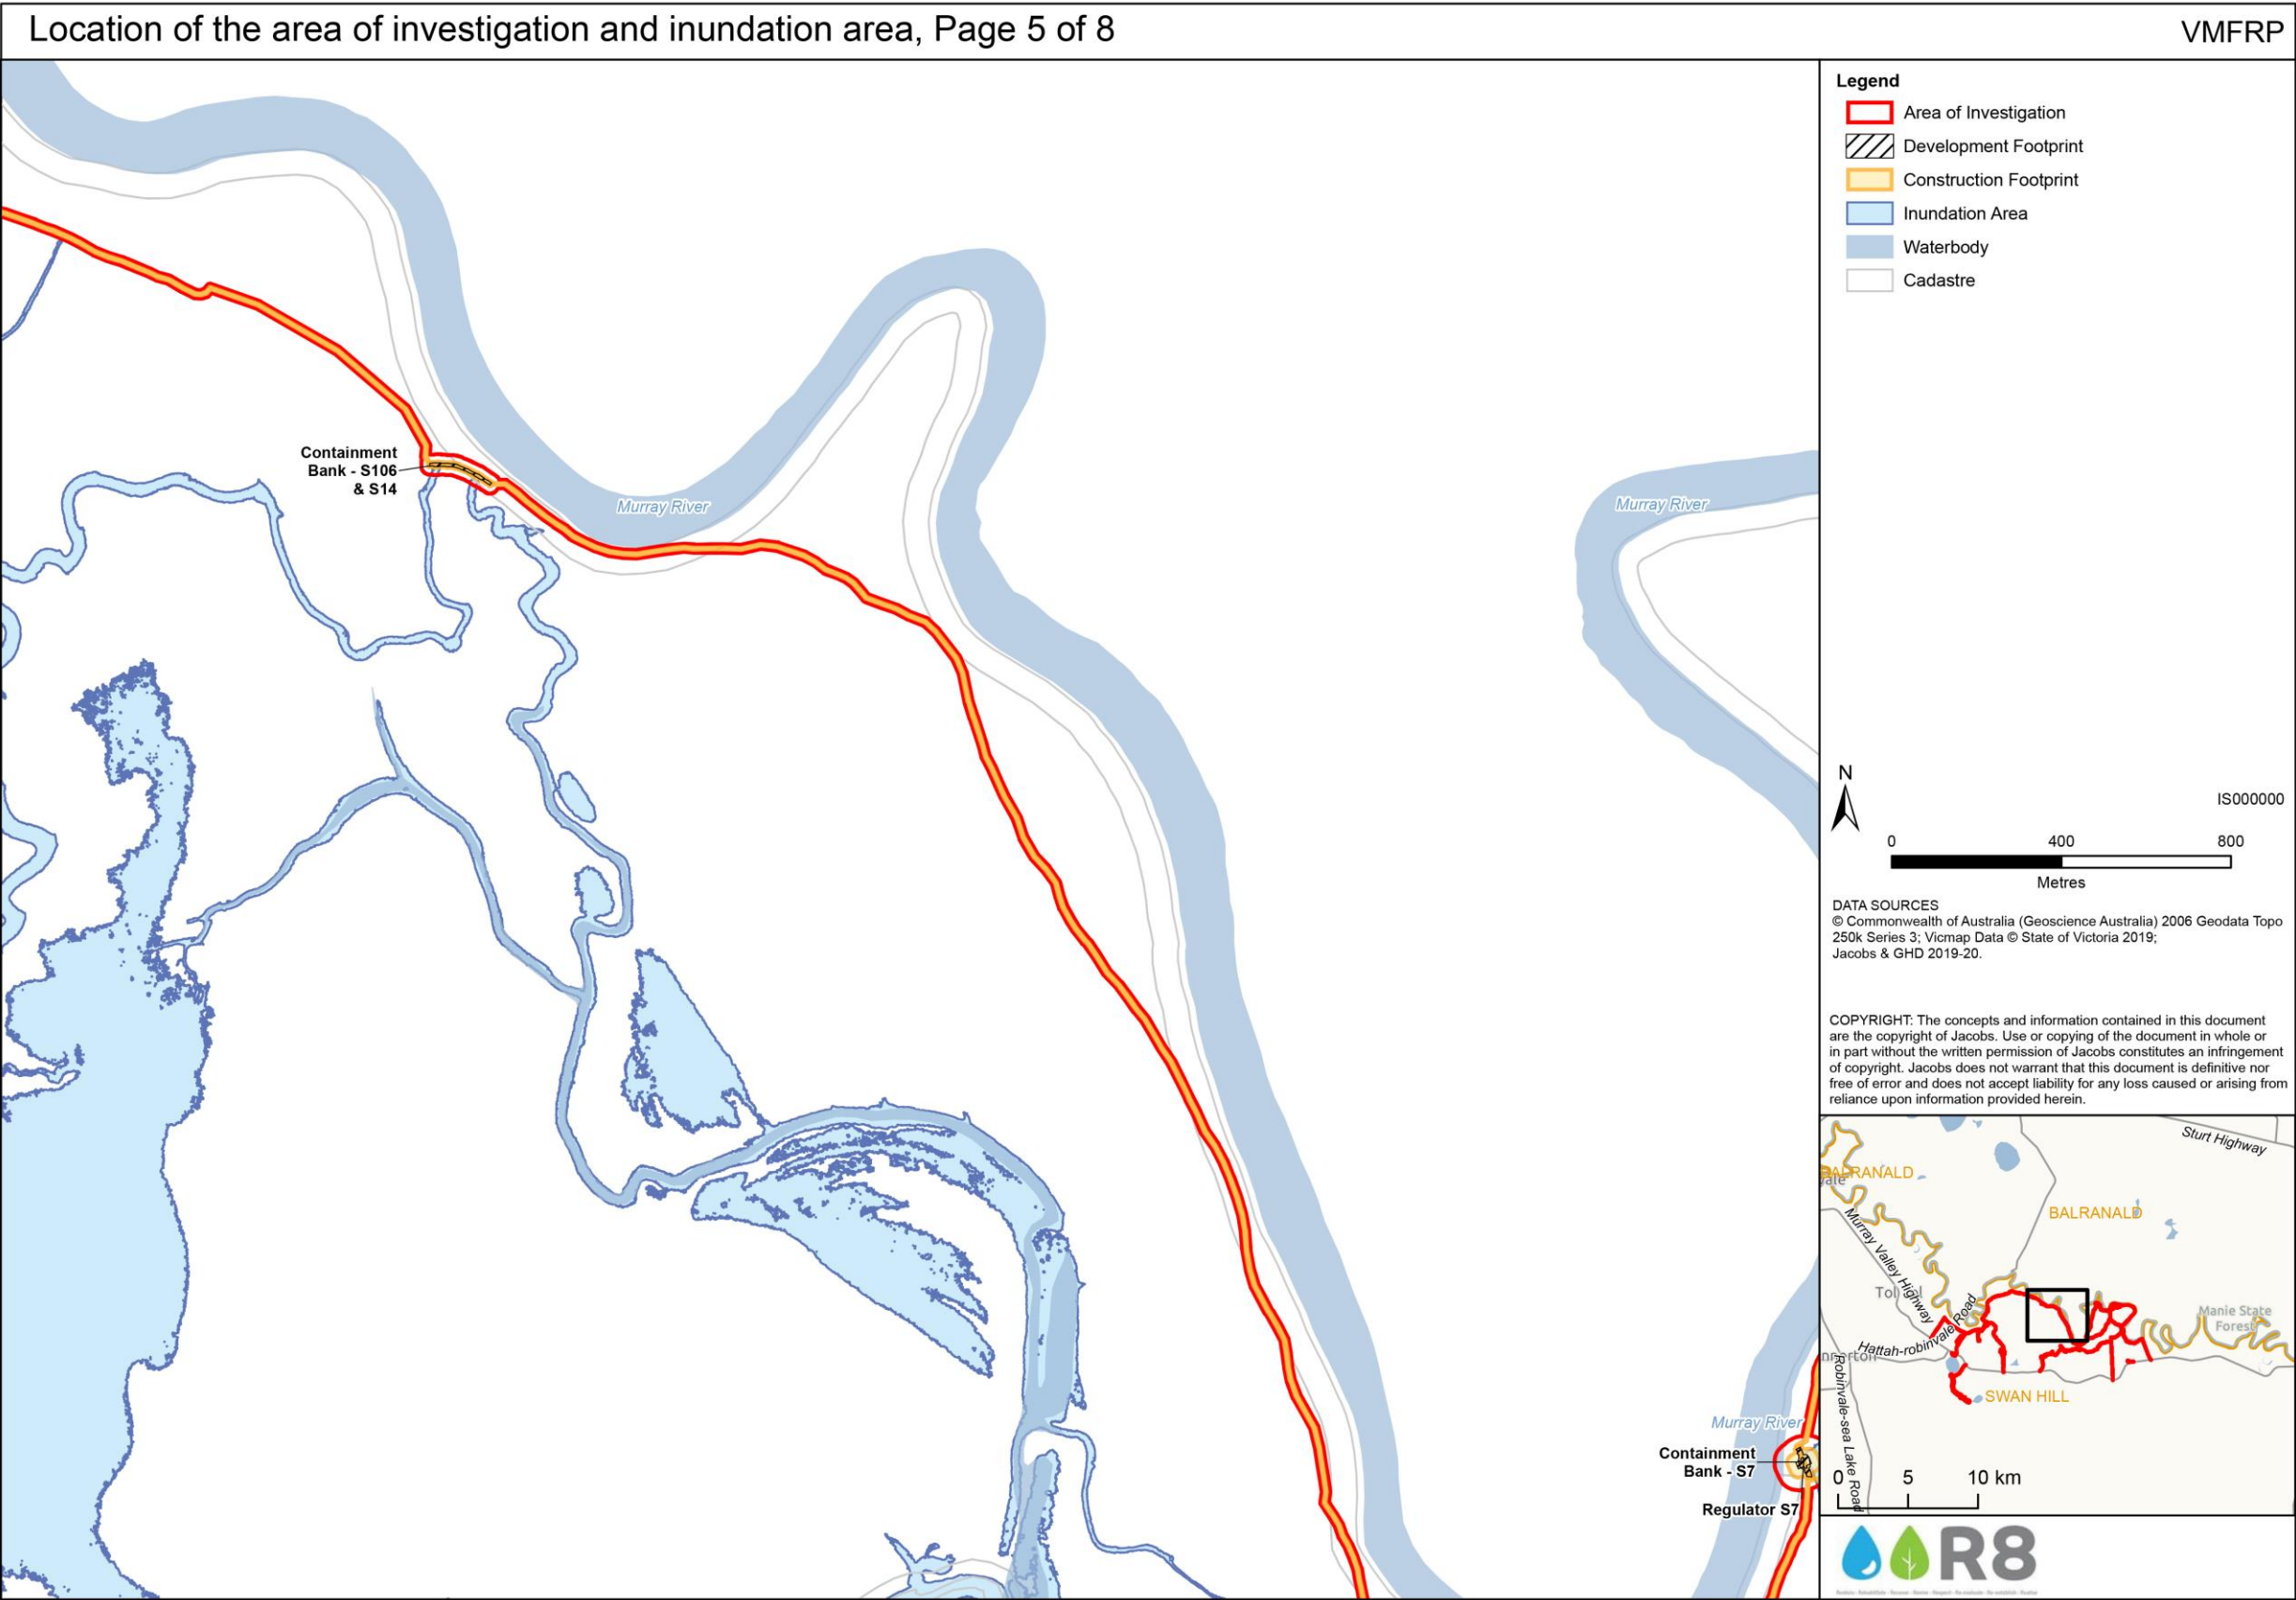 Location of the area of investigation and inundation area, Page 5 of 8
VMFRP
Containment
Bank - S106
& S14
Murray River
Murray River
Murray River
Containment
Bank - S7
Regulator S7
Legend
Area of Investigation
Development Footprint
Construction Footprint
Inundation Area
Waterbody
Cadastre
N
IS000000
0 400 800
Metres
DATA SOURCES
© Commonwealth of Australia (Geoscience Australia) 2006 Geodata Topo
250k Series 3; Vicmap Data © State of Victoria 2019;
Jacobs & GHD 2019-20.
COPYRIGHT: The concepts and information contained in this document
are the copyright of Jacobs. Use or copying of the document in whole or
in part without the written permission of Jacobs constitutes an infringement
of copyright. Jacobs does not warrant that this document is definitive nor
free of error and does not accept liability for any loss caused or arising from
reliance upon information provided herein.
Sturt Highway
BALRANALD
BALRANALD
Murray Valley Highway
Manie State
Forest
Hattah-robinvale Road
SWAN HILL
Robinvale-sea Lake Road
0 5 10 km
R8